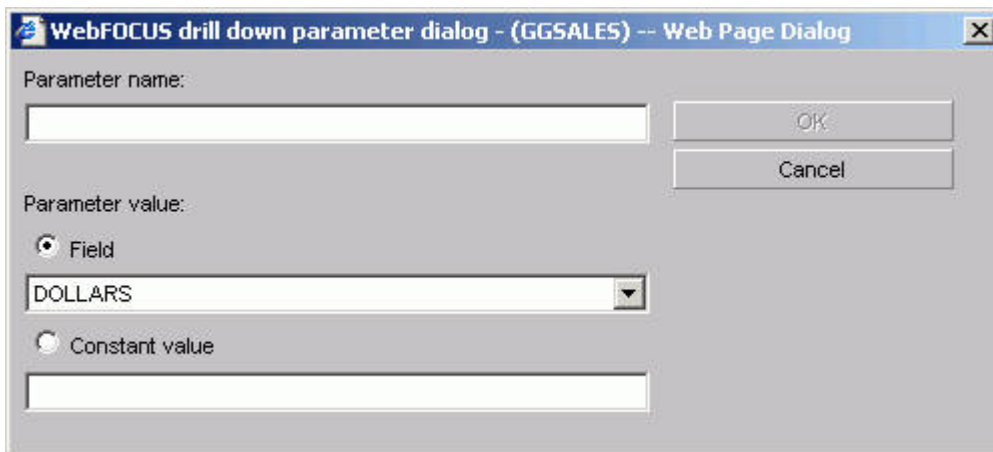 WebFOCUS drill down parameter dialog - (GGSALES) -- Web Page Dialog
Parameter name:
OK
Cancel
Parameter value:
Field
DOLLARS
Constant value